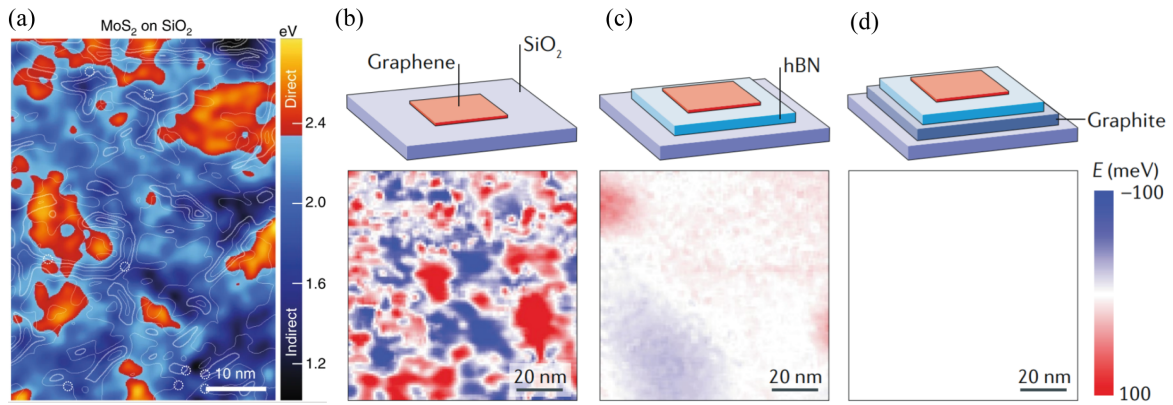 (a)
MoS₂ on SiO₂
eV
Direct
2.4
2.0
1.6
Indirect
1.2
10 nm
(b)
Graphene
SiO₂
20 nm
(c)
hBN
20 nm
(d)
Graphite
20 nm
E (meV)
−100
100